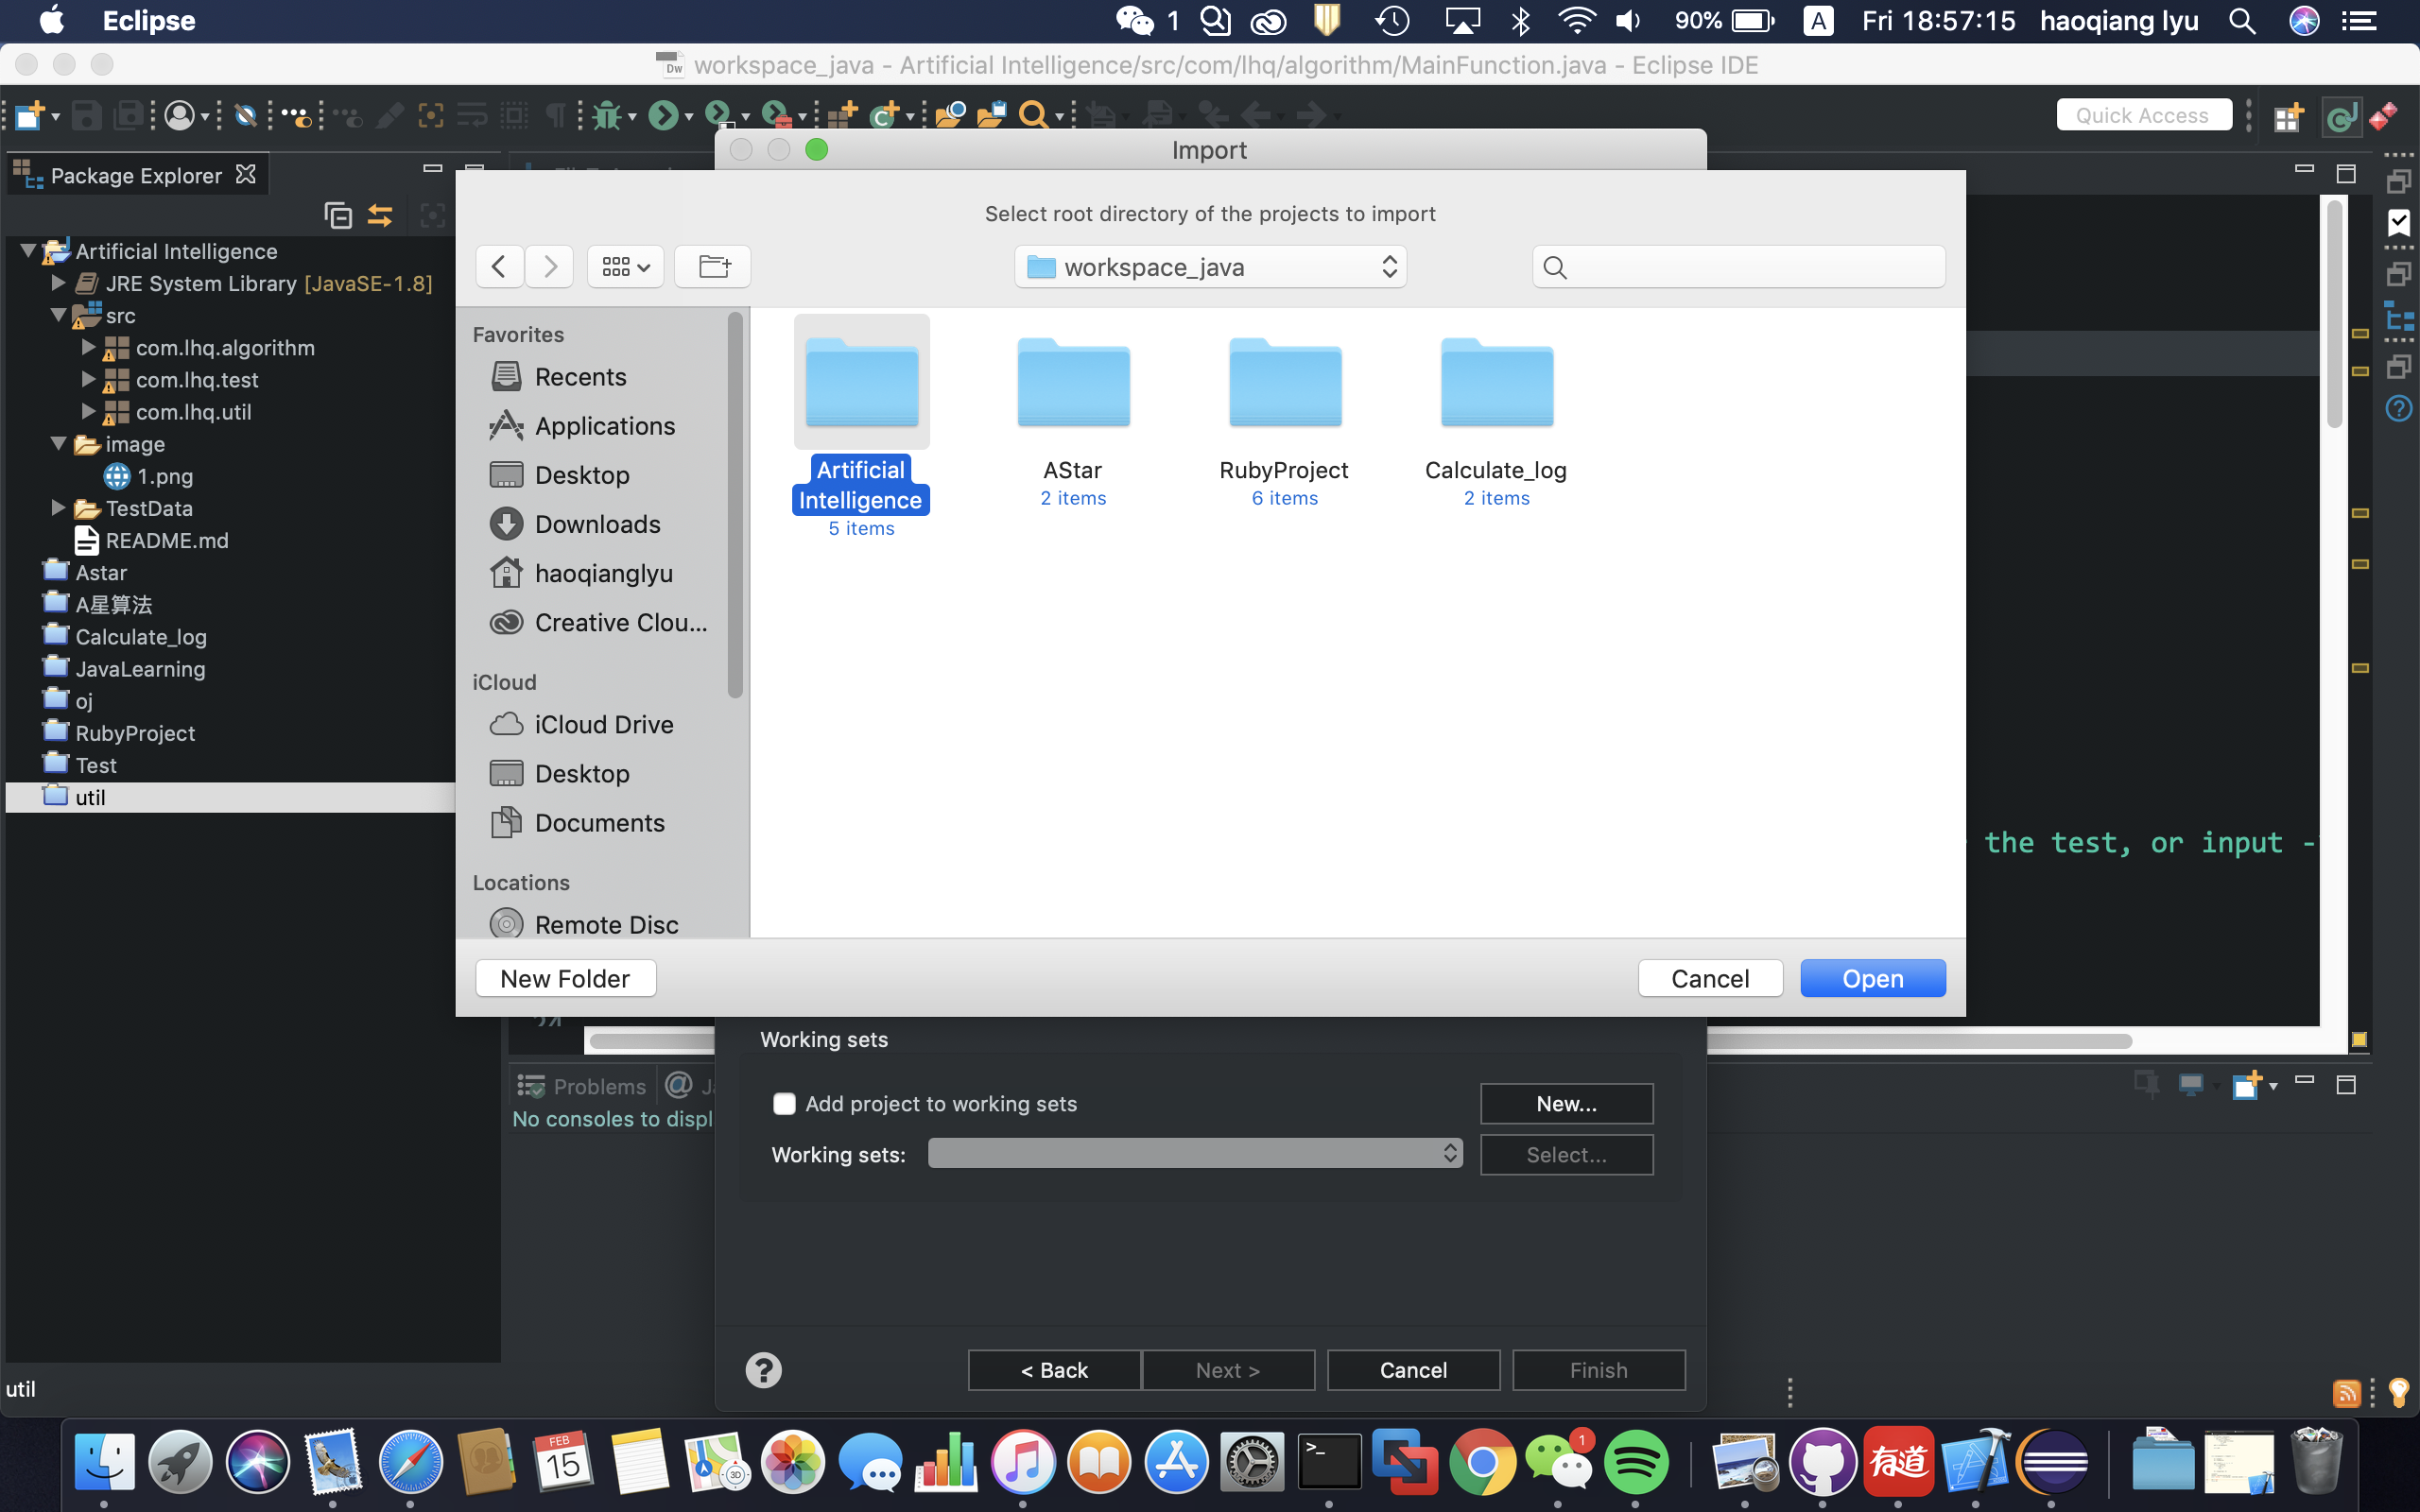 Eclipse
1
90%
A
Fri 18:57:15
haoqiang lyu
Dw
workspace_java - Artificial Intelligence/src/com/lhq/algorithm/MainFunction.java - Eclipse IDE
Quick Access
Package Explorer
Import
Artificial Intelligence
JRE System Library [JavaSE-1.8]
src
com.lhq.algorithm
com.lhq.test
com.lhq.util
image
1.png
TestData
README.md
Astar
A星算法
Calculate_log
JavaLearning
oj
RubyProject
Test
util
Select root directory of the projects to import
workspace_java
Favorites
Recents
Applications
Desktop
Downloads
haoqianglyu
Creative Clou...
iCloud
iCloud Drive
Desktop
Documents
Locations
Remote Disc
Artificial
Intelligence
5 items
AStar
2 items
RubyProject
6 items
Calculate_log
2 items
New Folder
Cancel
Open
the test, or input -
Problems
No consoles to displ
Working sets
Add project to working sets
New...
Working sets:
Select...
< Back
Next >
Cancel
Finish
util
FEB
15
3D
>_
1
有道